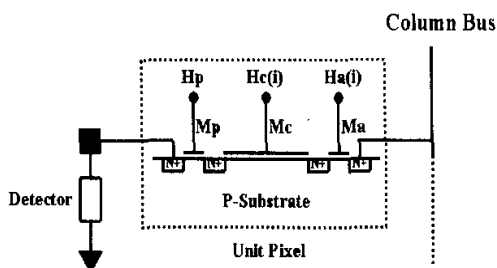 Column Bus
Hp Hc(i) Ha(i)
Mp Mc Ma
N+ N+ N+ N+
Detector
P-Substrate
Unit Pixel